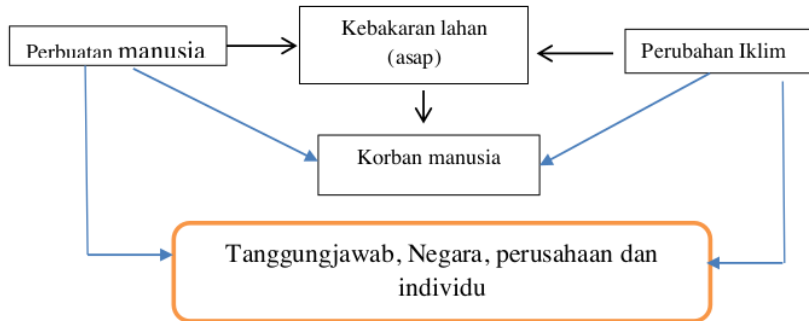 Kebakaran lahan
(asap)
Perbuatan manusia
Perubahan Iklim
Korban manusia
Tanggungjawab, Negara, perusahaan dan
individu